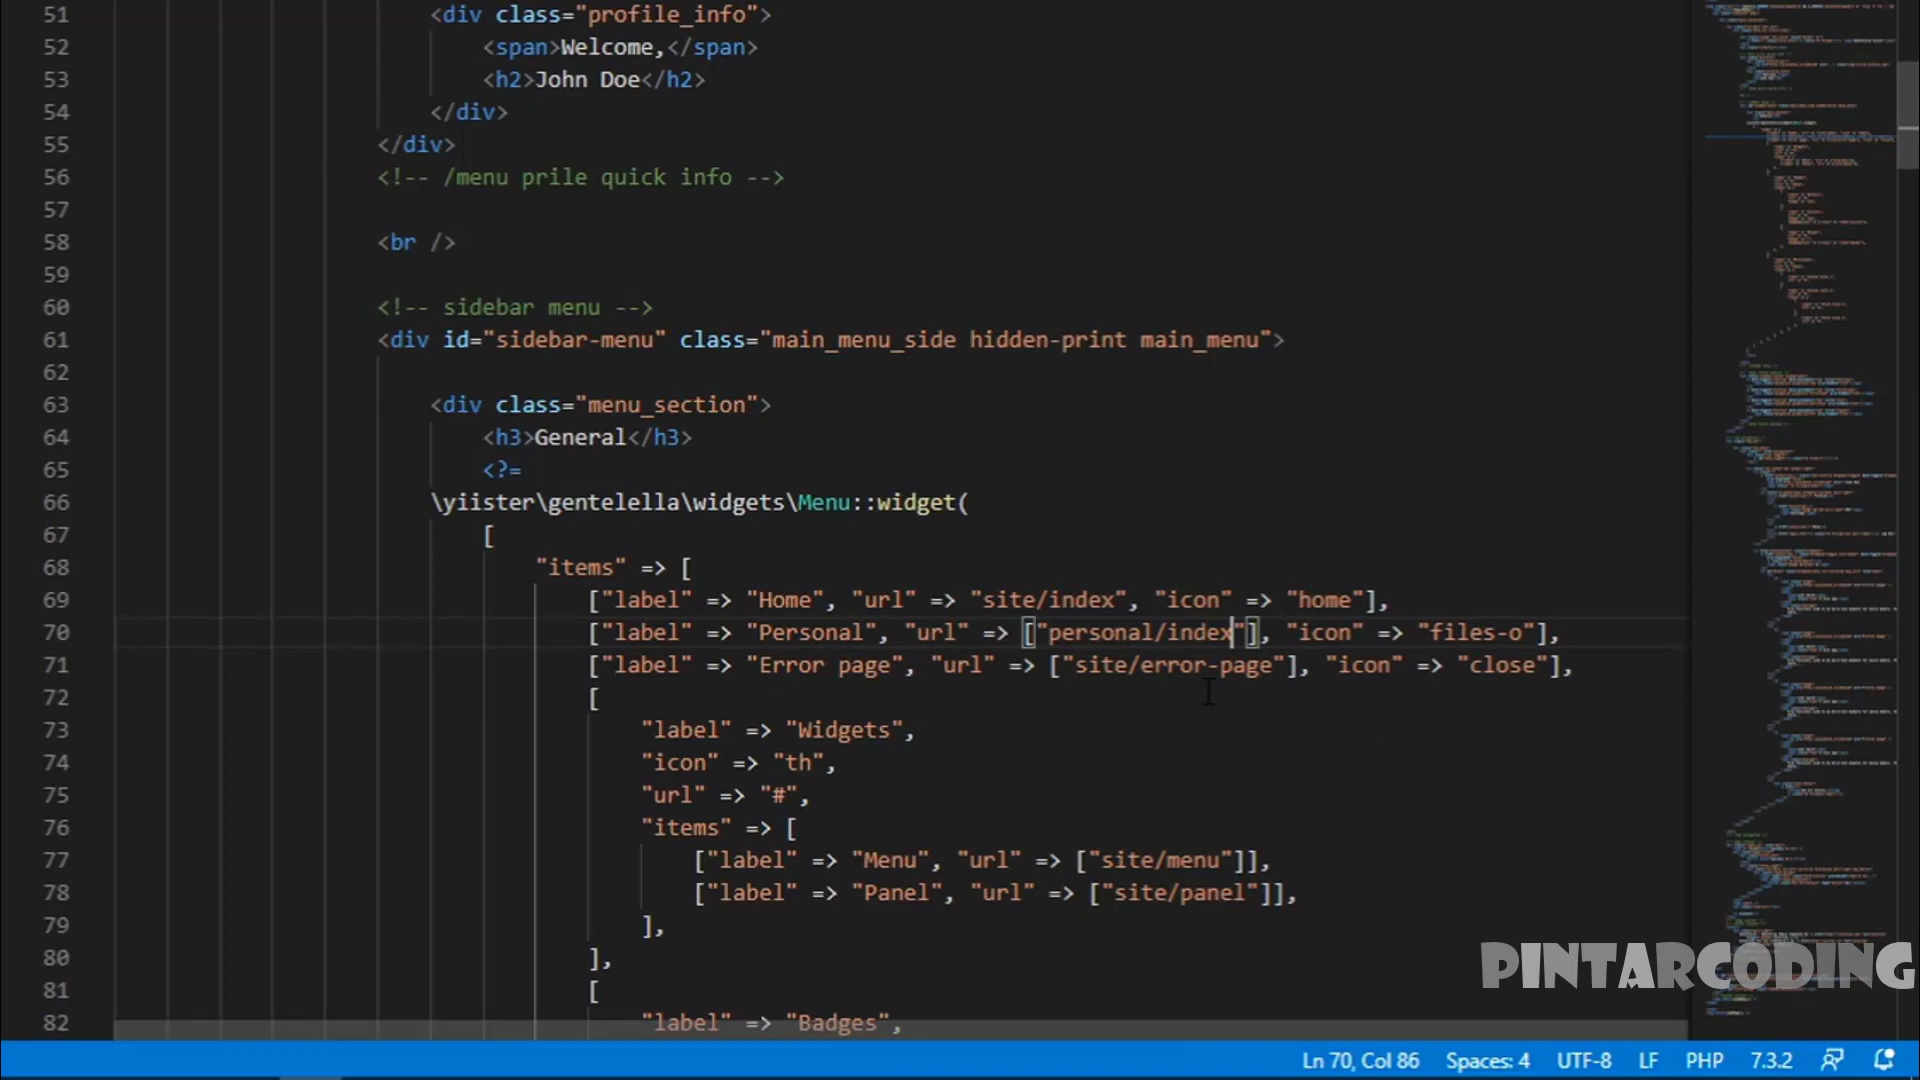 51 <div class="profile_info">
52 <span>Welcome,</span>
53 <h2>John Doe</h2>
54 </div>
55 </div>
56 <!-- /menu prile quick info -->
57
58 <br />
59
60 <!-- sidebar menu -->
61 <div id="sidebar-menu" class="main_menu_side hidden-print main_menu">
62
63 <div class="menu_section">
64 <h3>General</h3>
65 <?=
66 \yiister\gentelella\widgets\Menu::widget(
67 [
68 "items" => [
69 ["label" => "Home", "url" => "site/index", "icon" => "home"],
70 ["label" => "Personal", "url" => ["personal/index"], "icon" => "files-o"],
71 ["label" => "Error page", "url" => ["site/error-page"], "icon" => "close"],
72 [
73 "label" => "Widgets",
74 "icon" => "th",
75 "url" => "#",
76 "items" => [
77 ["label" => "Menu", "url" => ["site/menu"]],
78 ["label" => "Panel", "url" => ["site/panel"]],
79 ],
80 ],
81 [
82 "label" => "Badges",
PINTARCODING
Ln 70, Col 86 Spaces: 4 UTF-8 LF PHP 7.3.2